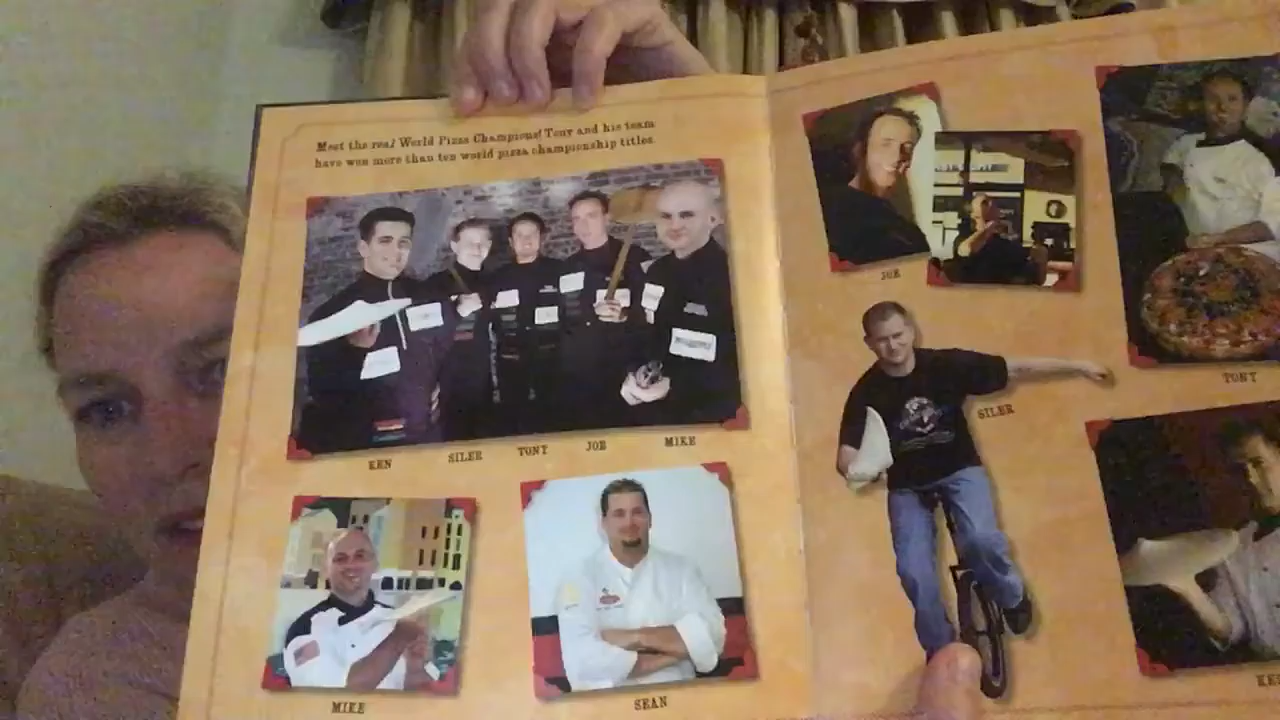 Meet the real World Pizza Champions! Tony and his team
have won more than ten world pizza championship titles.
KEN SILER TONY JOE MIKE
MIKE
SEAN
JOE
SILER
TONY